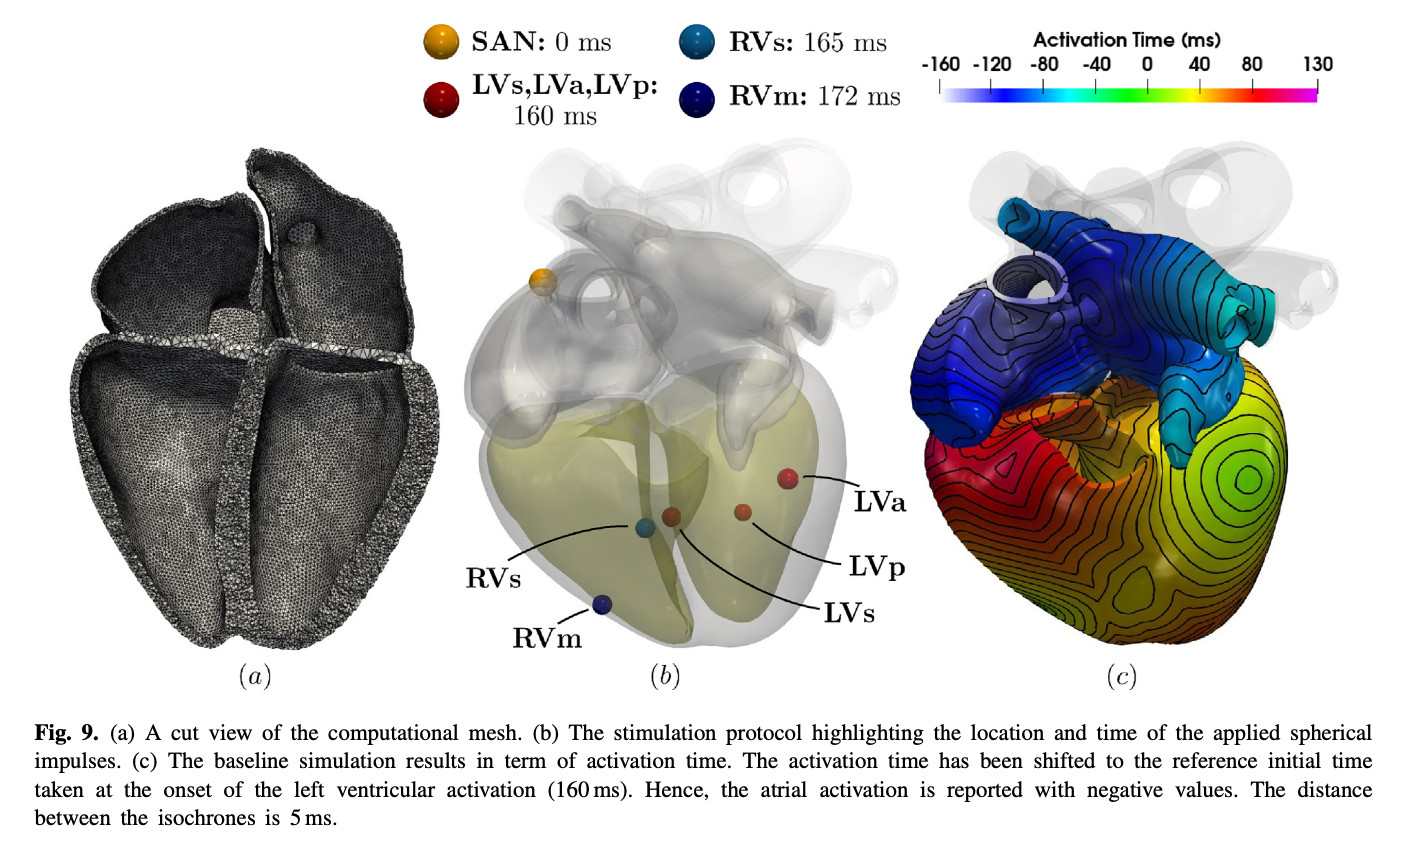 SAN: 0 ms
RVs: 165 ms
LVs,LVa,LVp:
160 ms
RVm: 172 ms
Activation Time (ms)
-160 -120 -80 -40 0 40 80 130
LVa
LVp
RVs
LVs
RVm
(a)
(b)
(c)
Fig. 9. (a) A cut view of the computational mesh. (b) The stimulation protocol highlighting the location and time of the applied spherical
impulses. (c) The baseline simulation results in term of activation time. The activation time has been shifted to the reference initial time
taken at the onset of the left ventricular activation (160 ms). Hence, the atrial activation is reported with negative values. The distance
between the isochrones is 5 ms.